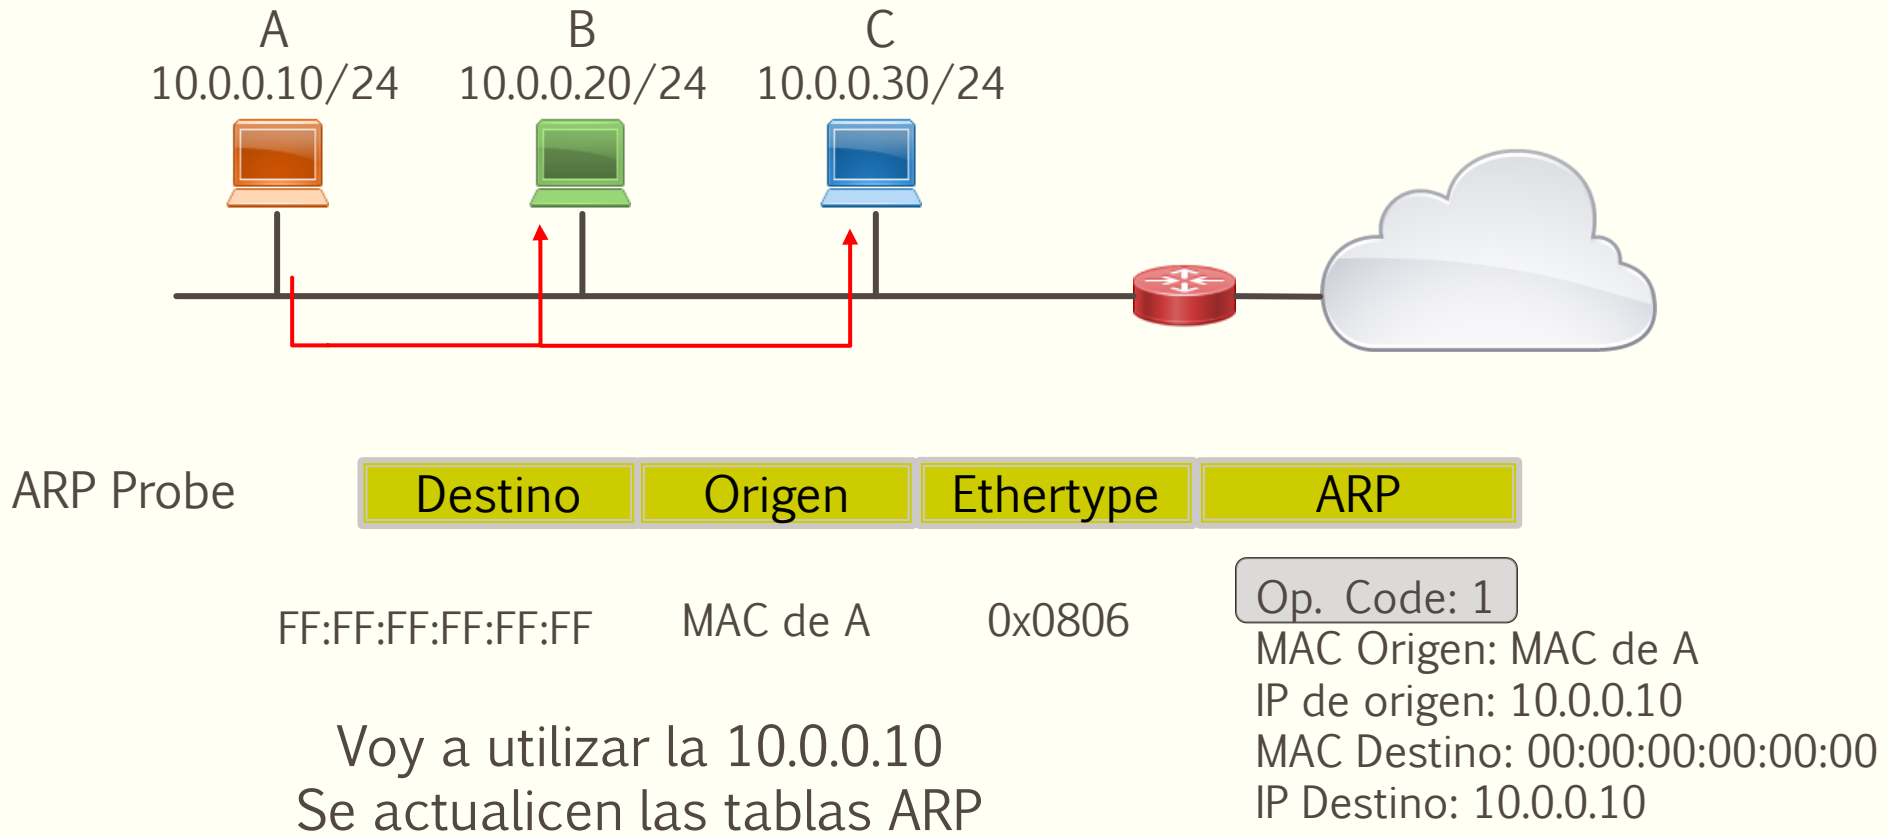 A
10.0.0.10/24
B
10.0.0.20/24
C
10.0.0.30/24
ARP Probe
Destino
Origen
Ethertype
ARP
FF:FF:FF:FF:FF:FF
MAC de A
0x0806
Op. Code: 1
MAC Origen: MAC de A
IP de origen: 10.0.0.10
MAC Destino: 00:00:00:00:00:00
IP Destino: 10.0.0.10
Voy a utilizar la 10.0.0.10
Se actualicen las tablas ARP